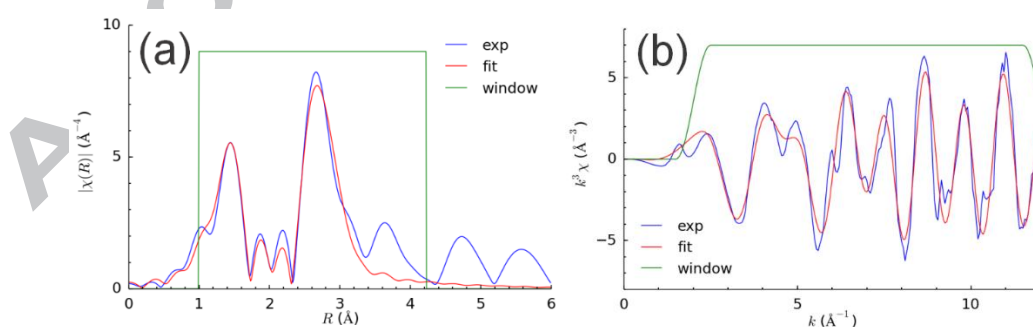 (a)
10
5
0
|χ(R)| (Å⁻⁴)
exp
fit
window
0 1 2 3 4 5 6
R (Å)
(b)
5
0
−5
k³ χ (Å⁻³)
exp
fit
window
0 5 10
k (Å⁻¹)
A